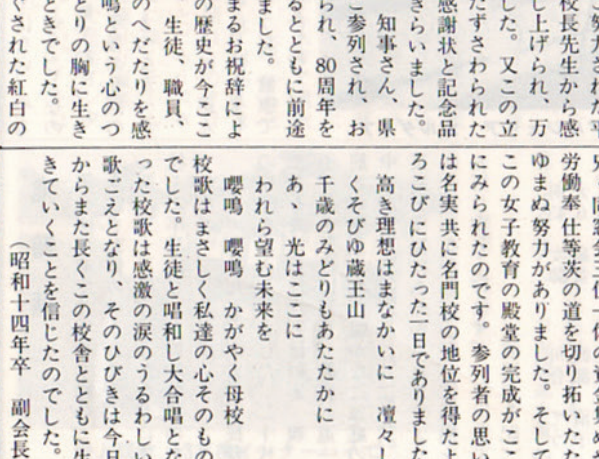 努力された平
校長先生から感
し上げられ、万
した。又この立
たずさわられた
感謝状と記念品
きらいました。
知事さん、県
ご参列され、お
られ、80周年を
るとともに前途
ました。
まるお祝辞によ
の歴史が今ここ
生徒、職員、
のへだたりを感
鳴という心のつ
とりの胸に生き
ときでした。
ぐされた紅白の
労働奉仕等茨の道を切り拓いたた
ゆまぬ努力がありました。そして
この女子教育の殿堂の完成がここ
にみられたのです。参列者の思い
は名実共に名門校の地位を得たよ
ろこびにひたった一日でありました
高き理想はまなかいに 凛々し
くそびゆ蔵王山
千歳のみどりもあたたかに
あゝ 光はここに
われら望む未来を
嚶鳴 嚶鳴 かがやく母校
校歌はまさしく私達の心そのもの
でした。生徒と唱和し大合唱とな
った校歌は感激の涙のうるわしい
歌ごえとなり、そのひびきは今日
からまた長くこの校舎とともに生
きていくことを信じたのでした。
(昭和十四年卒 副会長